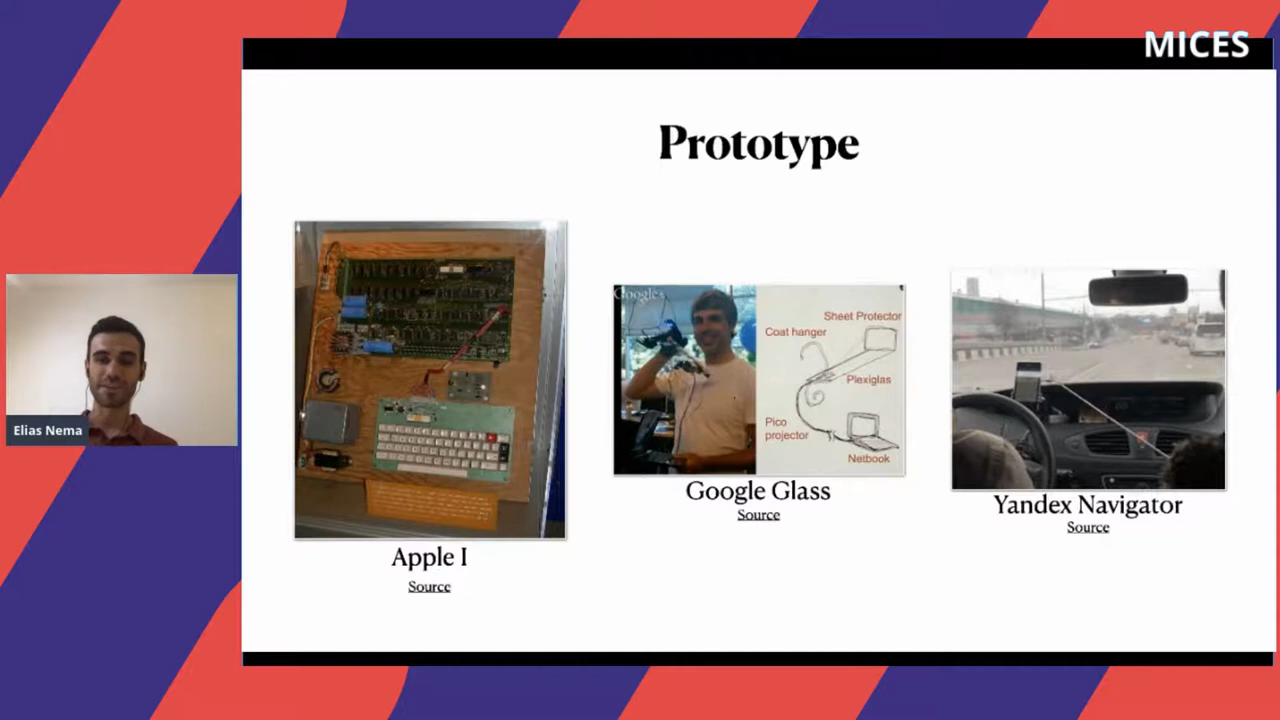 MICES
Prototype
Elias Nema
Google
Sheet Protector
Coat hanger
Plexiglas
Pico
projector
Netbook
Apple I
Source
Google Glass
Source
Yandex Navigator
Source